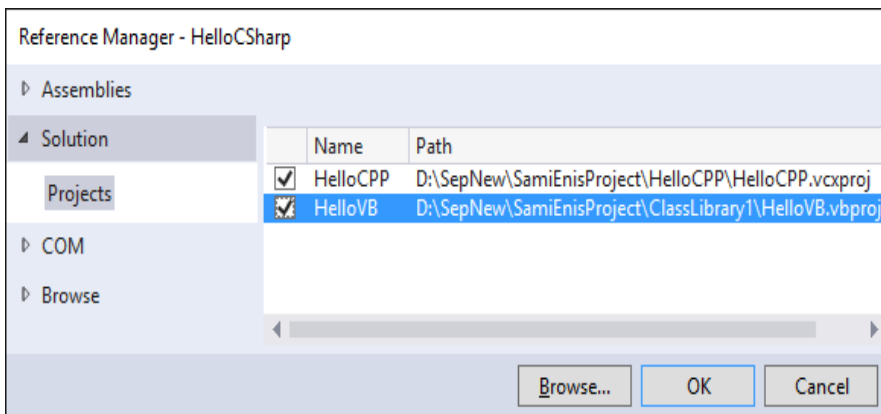 Reference Manager - HelloCSharp
Assemblies
Solution
Projects
COM
Browse
Name Path
HelloCPP D:\SepNew\SamiEnisProject\HelloCPP\HelloCPP.vcxproj
HelloVB D:\SepNew\SamiEnisProject\ClassLibrary1\HelloVB.vbproj
Browse... OK Cancel